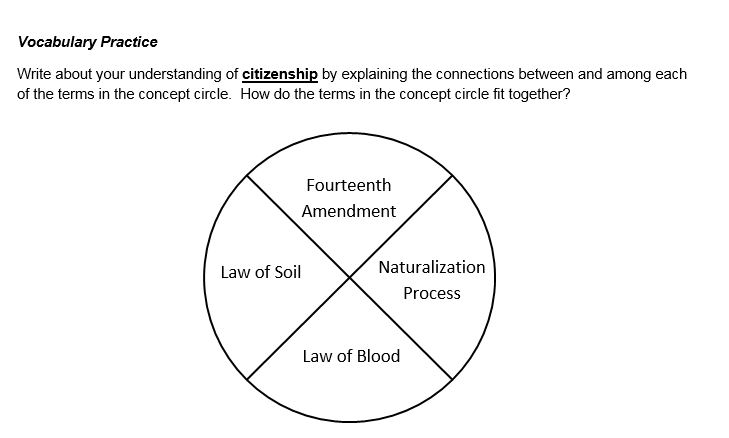 Vocabulary Practice
Write about your understanding of citizenship by explaining the connections between and among each
of the terms in the concept circle.  How do the terms in the concept circle fit together?
Fourteenth
Amendment
Law of Soil
Naturalization
Process
Law of Blood